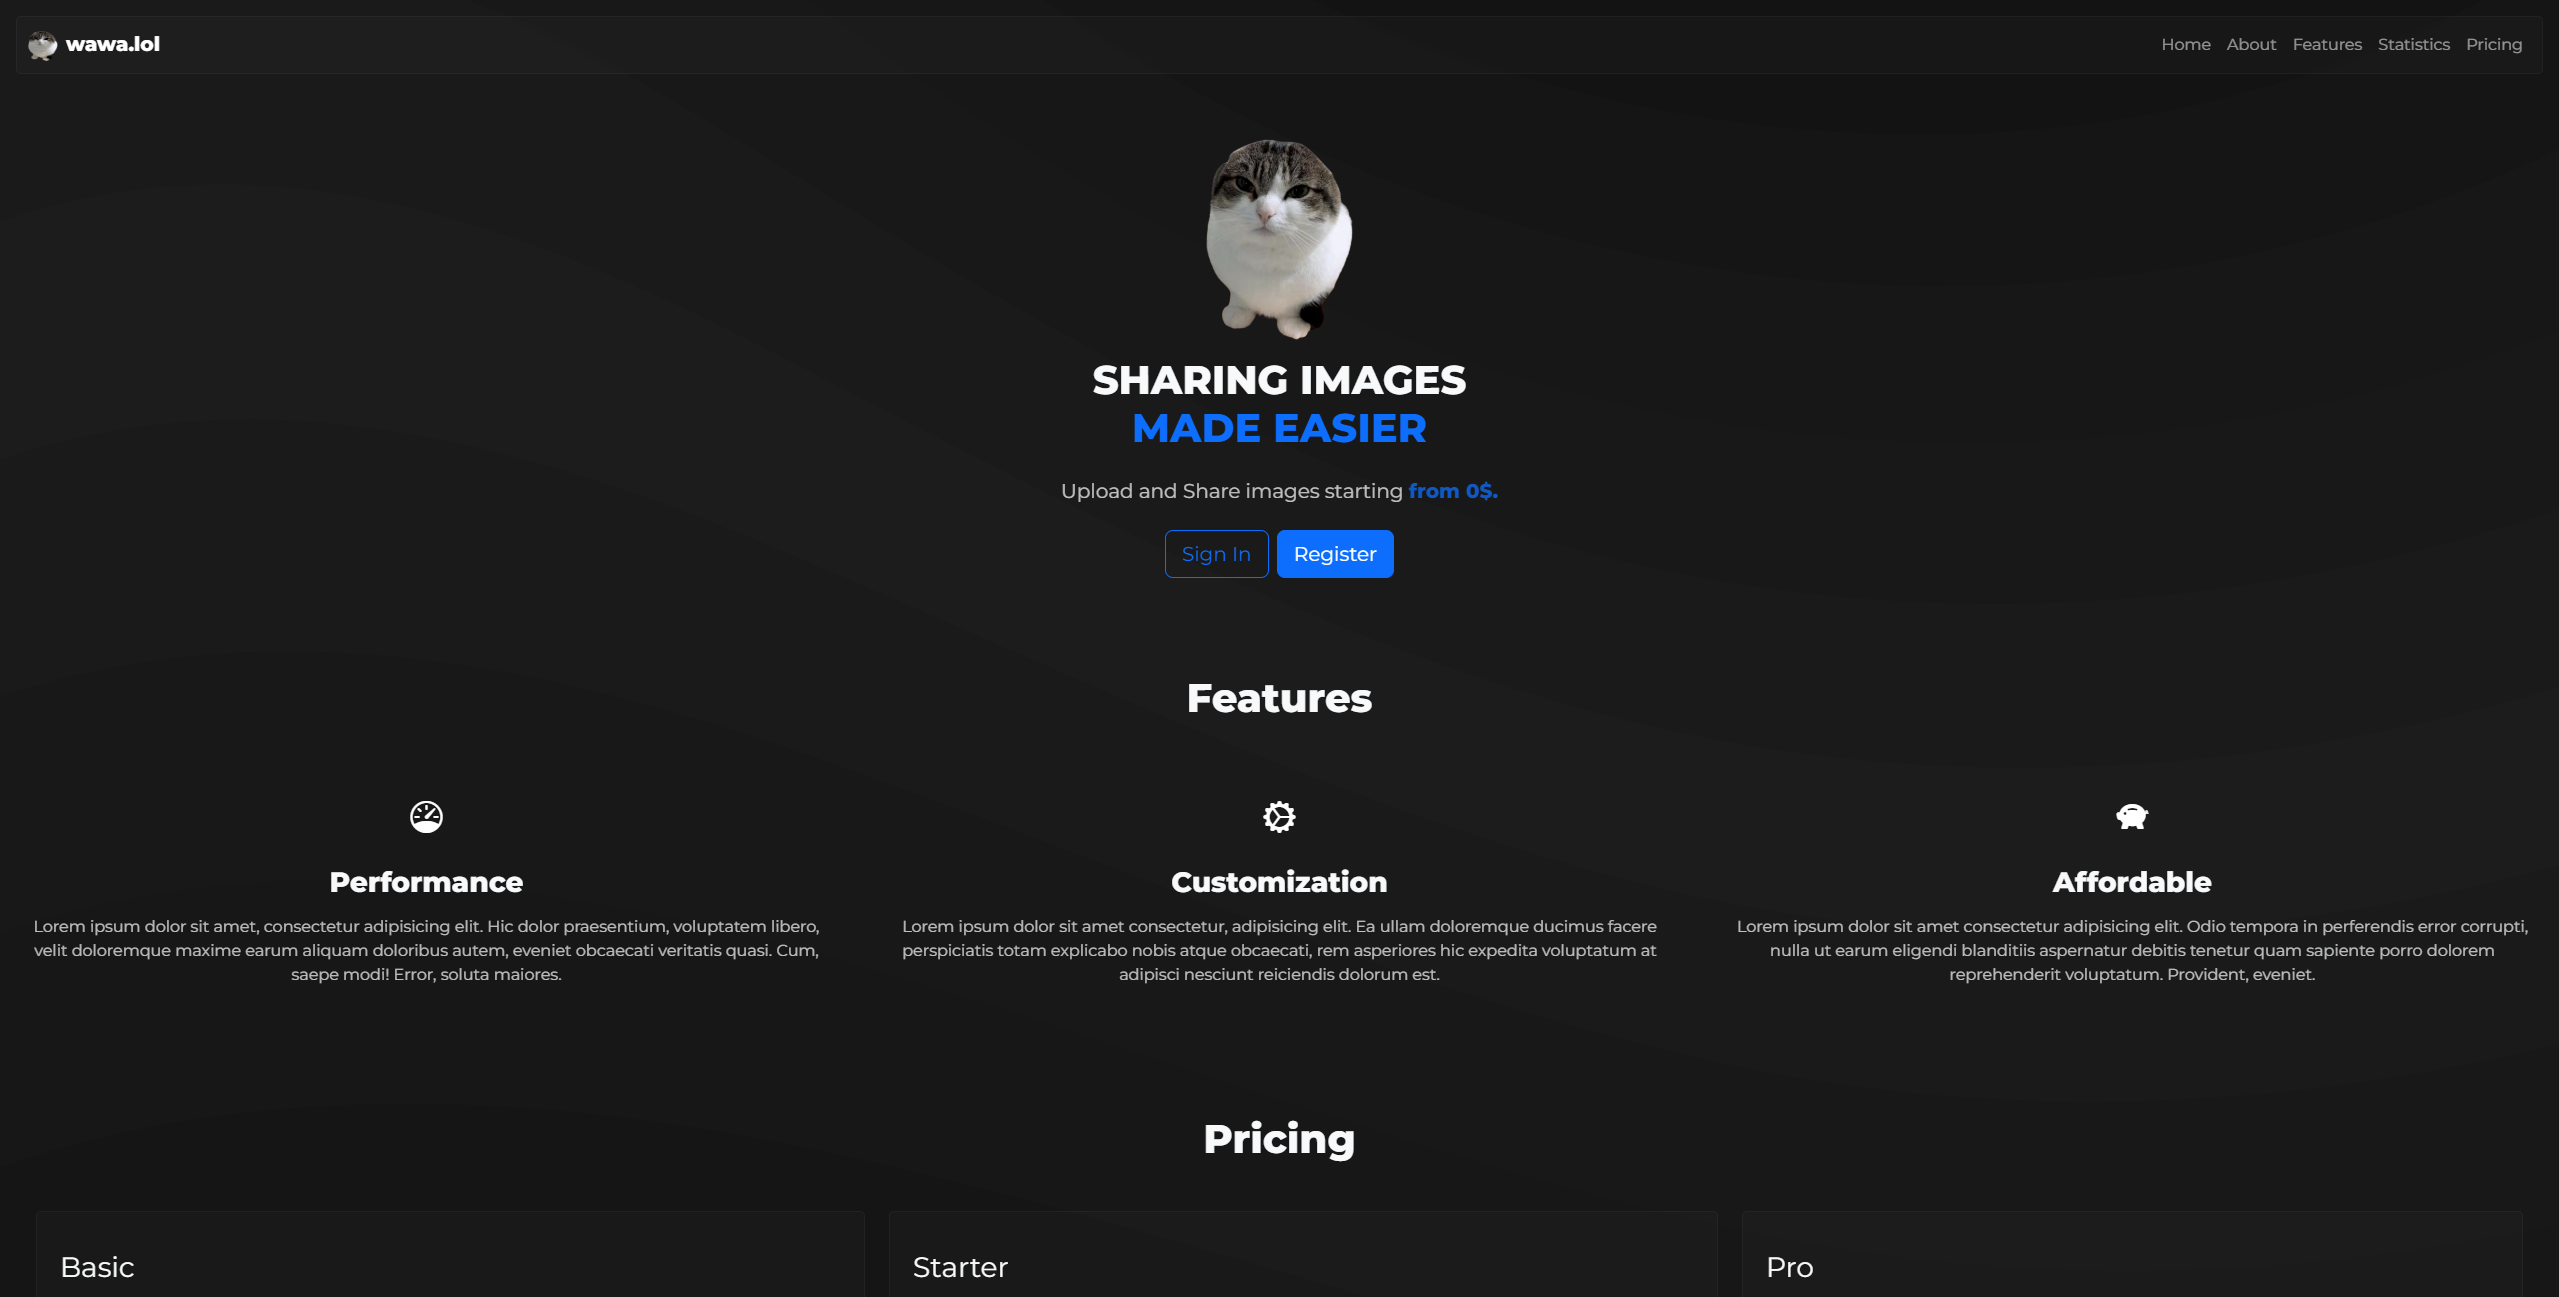 wawa.lol
Home About Features Statistics Pricing
SHARING IMAGES
MADE EASIER
Upload and Share images starting from 0$.
Sign In Register
Features
Performance
Lorem ipsum dolor sit amet, consectetur adipisicing elit. Hic dolor praesentium, voluptatem libero,
velit doloremque maxime earum aliquam doloribus autem, eveniet obcaecati veritatis quasi. Cum,
saepe modi! Error, soluta maiores.
Customization
Lorem ipsum dolor sit amet consectetur, adipisicing elit. Ea ullam doloremque ducimus facere
perspiciatis totam explicabo nobis atque obcaecati, rem asperiores hic expedita voluptatum at
adipisci nesciunt reiciendis dolorum est.
Affordable
Lorem ipsum dolor sit amet consectetur adipisicing elit. Odio tempora in perferendis error corrupti,
nulla ut earum eligendi blanditiis aspernatur debitis tenetur quam sapiente porro dolorem
reprehenderit voluptatum. Provident, eveniet.
Pricing
Basic
Starter
Pro